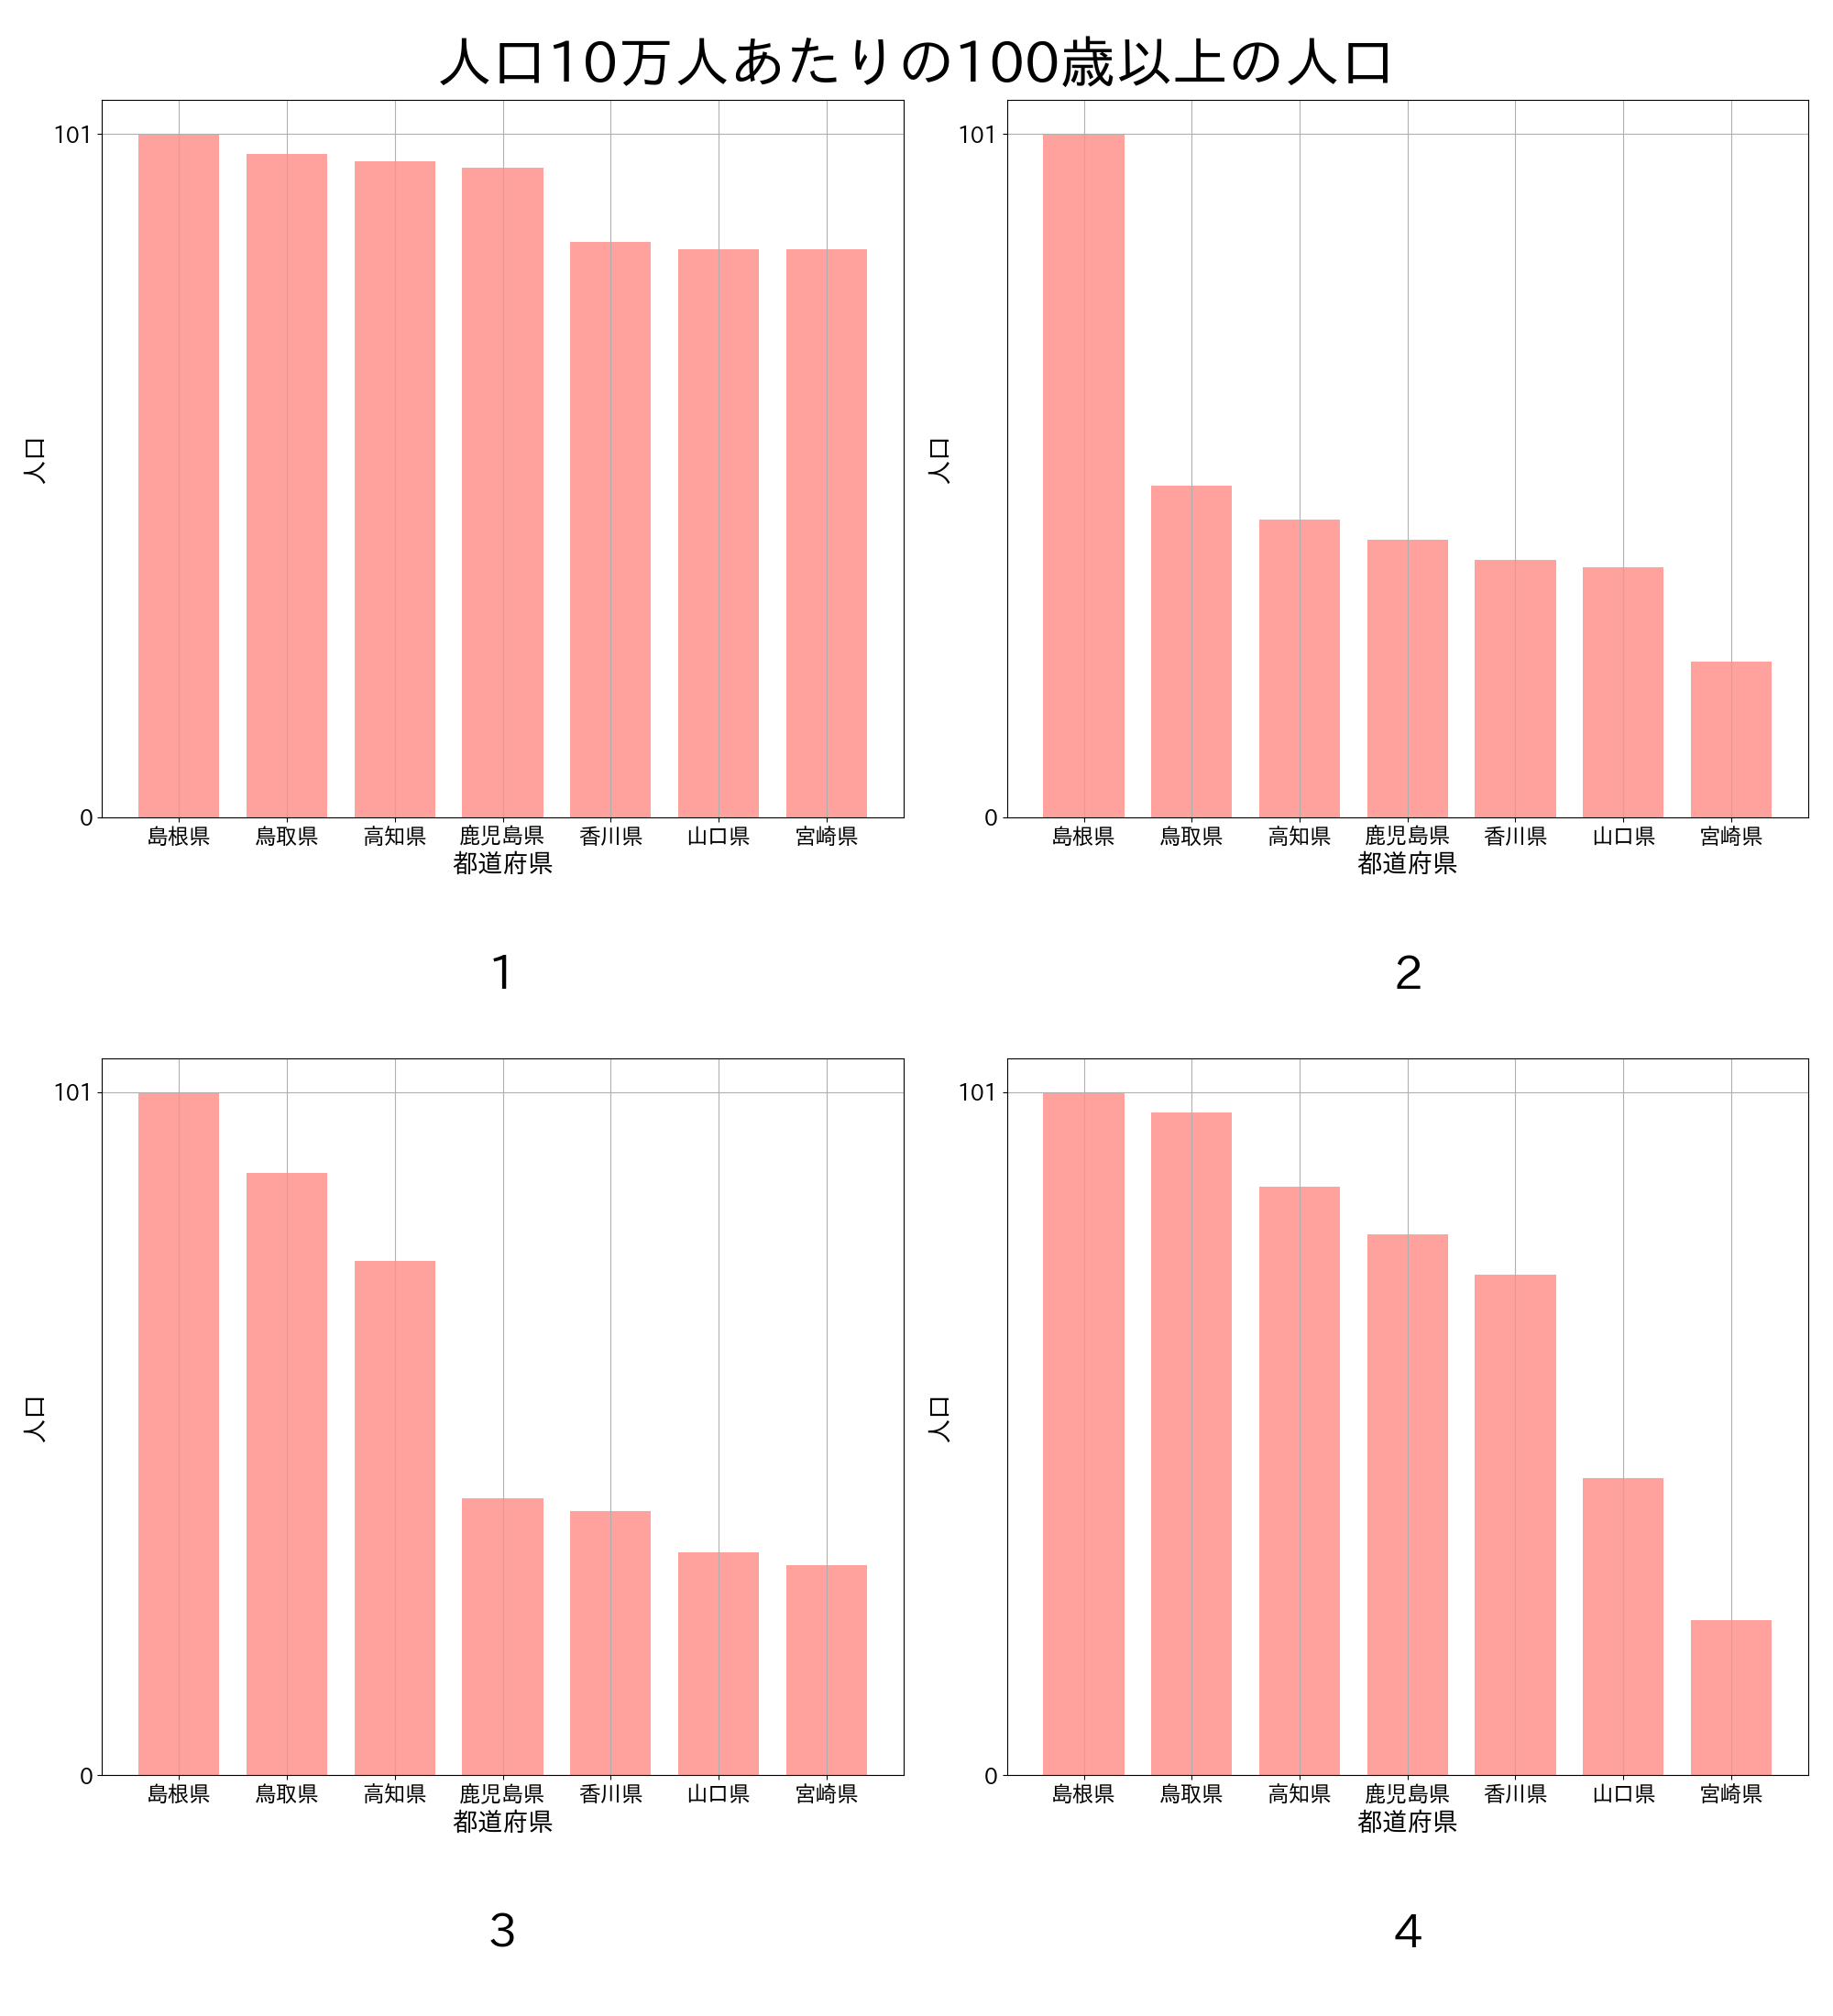 人口10万人あたりの100歳以上の人口
人口
101
0
島根県 鳥取県 高知県 鹿児島県 香川県 山口県 宮崎県
都道府県
1
人口
101
0
島根県 鳥取県 高知県 鹿児島県 香川県 山口県 宮崎県
都道府県
2
人口
101
0
島根県 鳥取県 高知県 鹿児島県 香川県 山口県 宮崎県
都道府県
3
人口
101
0
島根県 鳥取県 高知県 鹿児島県 香川県 山口県 宮崎県
都道府県
4